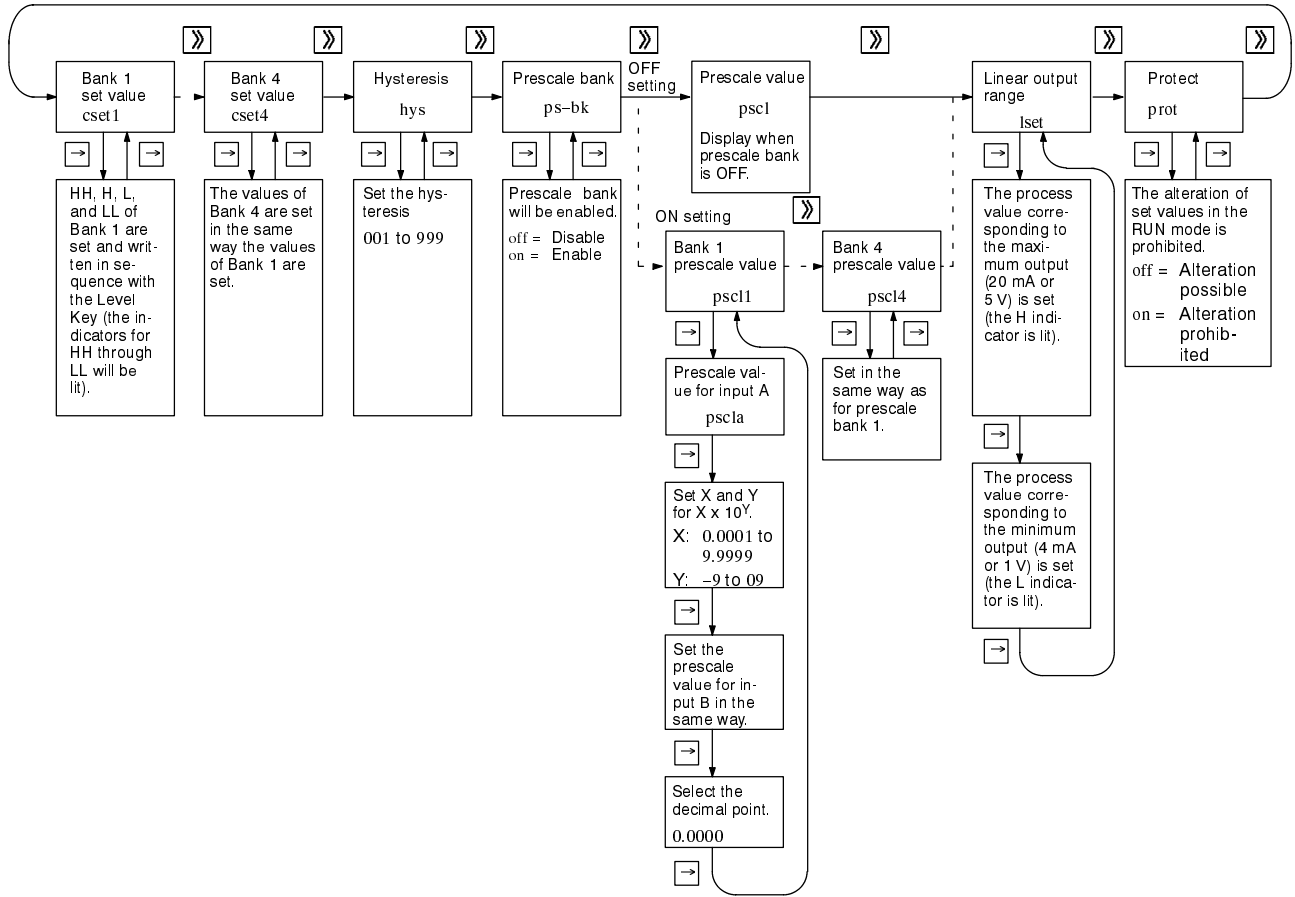 Bank 1
set value
cset1
HH, H, L,
and LL of
Bank 1 are
set and writ-
ten in se-
quence with
the Level
Key (the in-
dicators for
HH through
LL will be
lit).
Bank 4
set value
cset4
The values of
Bank 4 are set
in the same
way the values
of Bank 1 are
set.
Hysteresis
hys
Set the hys-
teresis
001 to 999
Prescale bank
ps–bk
Prescale bank
will be enabled.
off = Disable
on = Enable
OFF
setting
Prescale value
pscl
Display when
prescale bank
is OFF.
ON setting
Bank 1
prescale value
pscl1
Prescale val-
ue for input A
pscla
Set X and Y
for X x 10Y.
X: 0.0001 to
9.9999
Y: –9 to 09
Set the
prescale
value for in-
put B in the
same way.
Select the
decimal point.
0.0000
Bank 4
prescale value
pscl4
Set in the
same way as
for prescale
bank 1.
Linear output
range
lset
The process
value corre-
sponding to
the maxi-
mum output
(20 mA or
5 V) is set
(the H indi-
cator is lit).
The process
value corre-
sponding to
the minimum
output (4 mA
or 1 V) is set
(the L indica-
tor is lit).
Protect
prot
The alteration of
set values in the
RUN mode is
prohibited.
off = Alteration
possible
on = Alteration
prohib-
ited